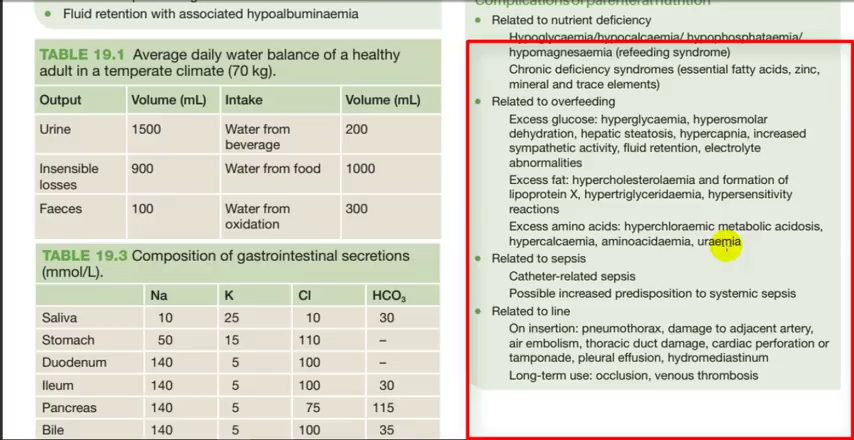 Fluid retention with associated hypoalbuminaemia
TABLE 19.1 Average daily water balance of a healthy
adult in a temperate climate (70 kg).
Output Volume (mL) Intake Volume (mL)
Urine 1500 Water from 200
beverage
Insensible 900 Water from food 1000
losses
Faeces 100 Water from 300
oxidation
TABLE 19.3 Composition of gastrointestinal secretions
(mmol/L).
Na K Cl HCO3
Saliva 10 25 10 30
Stomach 50 15 110 –
Duodenum 140 5 100 –
Ileum 140 5 100 30
Pancreas 140 5 75 115
Bile 140 5 100 35
Complications of parenteral nutrition
Related to nutrient deficiency
Hypoglycaemia/hypocalcaemia/ hypophosphataemia/
hypomagnesaemia (refeeding syndrome)
Chronic deficiency syndromes (essential fatty acids, zinc,
mineral and trace elements)
Related to overfeeding
Excess glucose: hyperglycaemia, hyperosmolar
dehydration, hepatic steatosis, hypercapnia, increased
sympathetic activity, fluid retention, electrolyte
abnormalities
Excess fat: hypercholesterolaemia and formation of
lipoprotein X, hypertriglyceridaemia, hypersensitivity
reactions
Excess amino acids: hyperchloraemic metabolic acidosis,
hypercalcaemia, aminoacidaemia, uraemia
Related to sepsis
Catheter-related sepsis
Possible increased predisposition to systemic sepsis
Related to line
On insertion: pneumothorax, damage to adjacent artery,
air embolism, thoracic duct damage, cardiac perforation or
tamponade, pleural effusion, hydromediastinum
Long-term use: occlusion, venous thrombosis